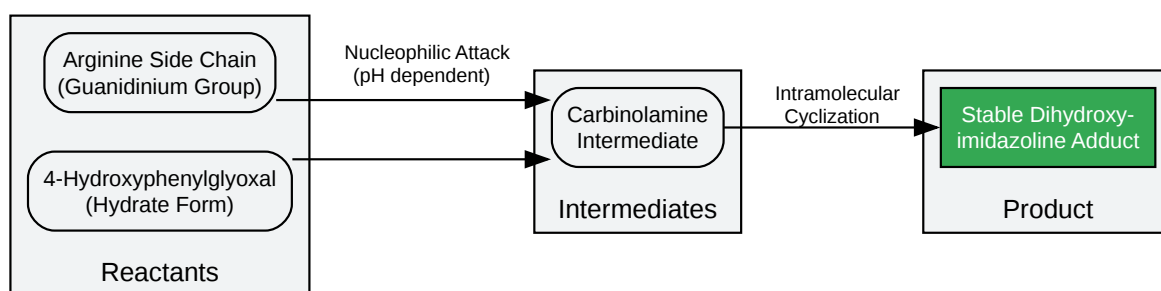 Arginine Side Chain
(Guanidinium Group)
4-Hydroxyphenylglyoxal
(Hydrate Form)
Reactants
Nucleophilic Attack
(pH dependent)
Carbinolamine
Intermediate
Intermediates
Intramolecular
Cyclization
Stable Dihydroxy-
imidazoline Adduct
Product